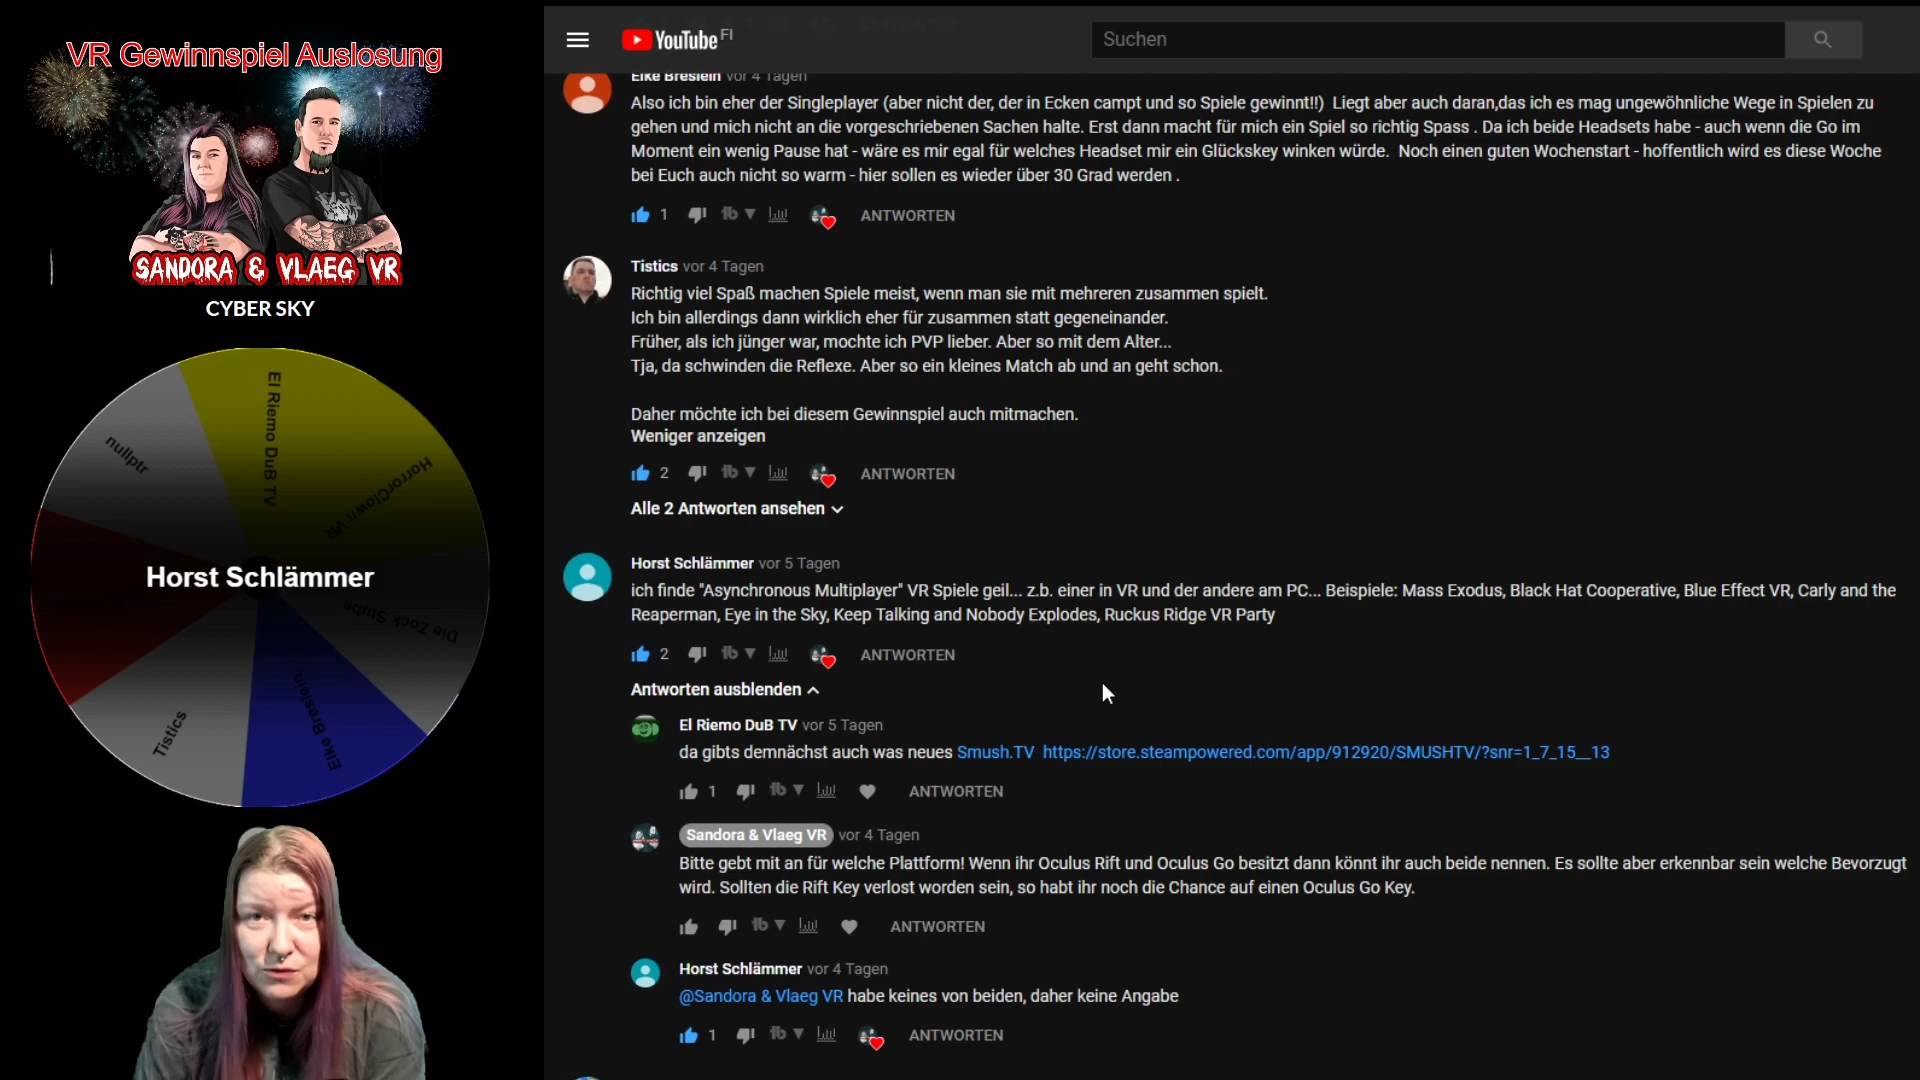 VR Gewinnspiel Auslosung
SANDORA & VLAEG VR
CYBER SKY
El Riemo DuB TV
HorrorClown VR
nullptr
Horst Schlämmer
Die Zock Stube
Elke Breslein
Tistics
YouTube FI
Suchen
Elke Breslein vor 4 Tagen
Also ich bin eher der Singleplayer (aber nicht der, der in Ecken campt und so Spiele gewinnt!!) Liegt aber auch daran,das ich es mag ungewöhnliche Wege in Spielen zu
gehen und mich nicht an die vorgeschriebenen Sachen halte. Erst dann macht für mich ein Spiel so richtig Spass . Da ich beide Headsets habe - auch wenn die Go im
Moment ein wenig Pause hat - wäre es mir egal für welches Headset mir ein Glückskey winken würde. Noch einen guten Wochenstart - hoffentlich wird es diese Woche
bei Euch auch nicht so warm - hier sollen es wieder über 30 Grad werden .
1 ANTWORTEN
Tistics vor 4 Tagen
Richtig viel Spaß machen Spiele meist, wenn man sie mit mehreren zusammen spielt.
Ich bin allerdings dann wirklich eher für zusammen statt gegeneinander.
Früher, als ich jünger war, mochte ich PVP lieber. Aber so mit dem Alter...
Tja, da schwinden die Reflexe. Aber so ein kleines Match ab und an geht schon.
Daher möchte ich bei diesem Gewinnspiel auch mitmachen.
Weniger anzeigen
2 ANTWORTEN
Alle 2 Antworten ansehen
Horst Schlämmer vor 5 Tagen
ich finde "Asynchronous Multiplayer" VR Spiele geil... z.b. einer in VR und der andere am PC... Beispiele: Mass Exodus, Black Hat Cooperative, Blue Effect VR, Carly and the
Reaperman, Eye in the Sky, Keep Talking and Nobody Explodes, Ruckus Ridge VR Party
2 ANTWORTEN
Antworten ausblenden
El Riemo DuB TV vor 5 Tagen
da gibts demnächst auch was neues Smush.TV https://store.steampowered.com/app/912920/SMUSHTV/?snr=1_7_15__13
1 ANTWORTEN
Sandora & Vlaeg VR vor 4 Tagen
Bitte gebt mit an für welche Plattform! Wenn ihr Oculus Rift und Oculus Go besitzt dann könnt ihr auch beide nennen. Es sollte aber erkennbar sein welche Bevorzugt
wird. Sollten die Rift Key verlost worden sein, so habt ihr noch die Chance auf einen Oculus Go Key.
ANTWORTEN
Horst Schlämmer vor 4 Tagen
@Sandora & Vlaeg VR habe keines von beiden, daher keine Angabe
1 ANTWORTEN